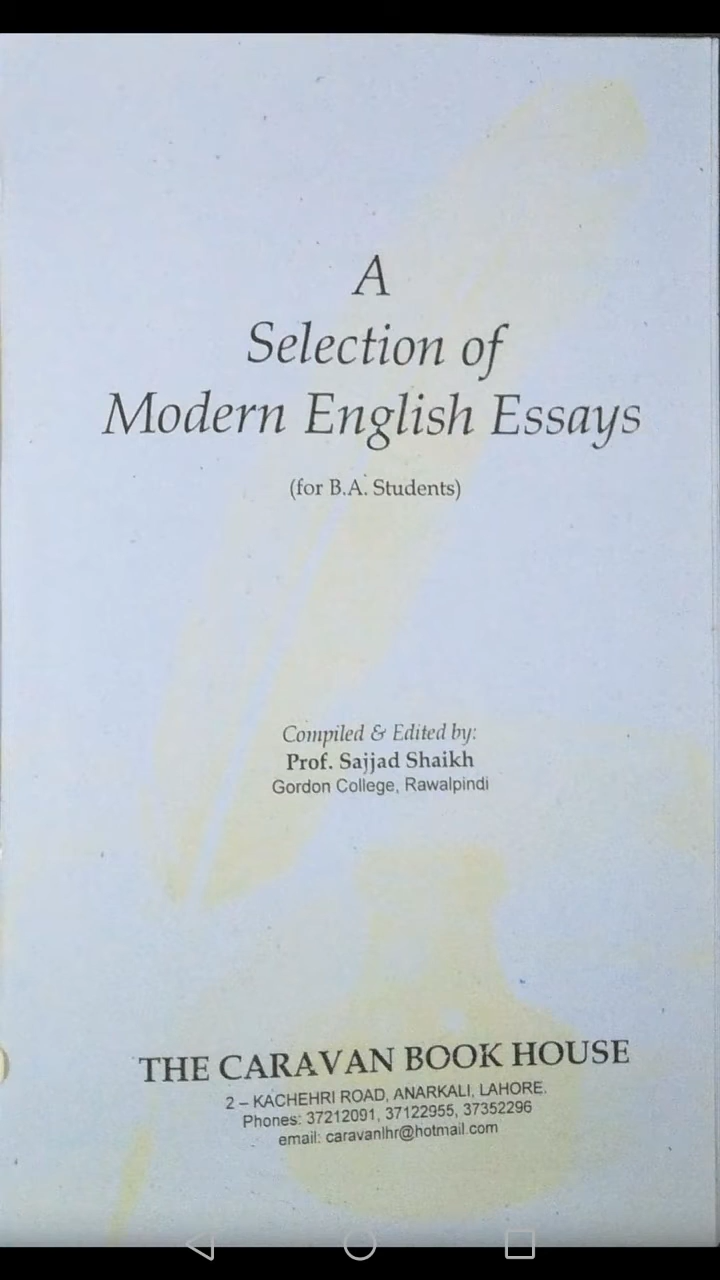 A
Selection of
Modern English Essays
(for B.A. Students)
Compiled & Edited by:
Prof. Sajjad Shaikh
Gordon College, Rawalpindi
THE CARAVAN BOOK HOUSE
2 – KACHEHRI ROAD, ANARKALI, LAHORE.
Phones: 37212091, 37122955, 37352296
email: caravanlhr@hotmail.com